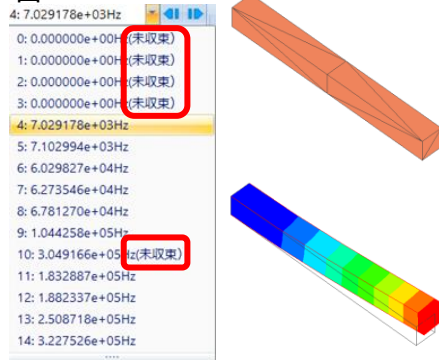 4: 7.029178e+03Hz
0: 0.000000e+00Hz(未収束)
1: 0.000000e+00Hz(未収束)
2: 0.000000e+00Hz(未収束)
3: 0.000000e+00Hz(未収束)
4: 7.029178e+03Hz
5: 7.102994e+03Hz
6: 6.029827e+04Hz
7: 6.273546e+04Hz
8: 6.781270e+04Hz
9: 1.044258e+05Hz
10: 3.049166e+05Hz(未収束)
11: 1.832887e+05Hz
12: 1.882337e+05Hz
13: 2.508718e+05Hz
14: 3.227526e+05Hz